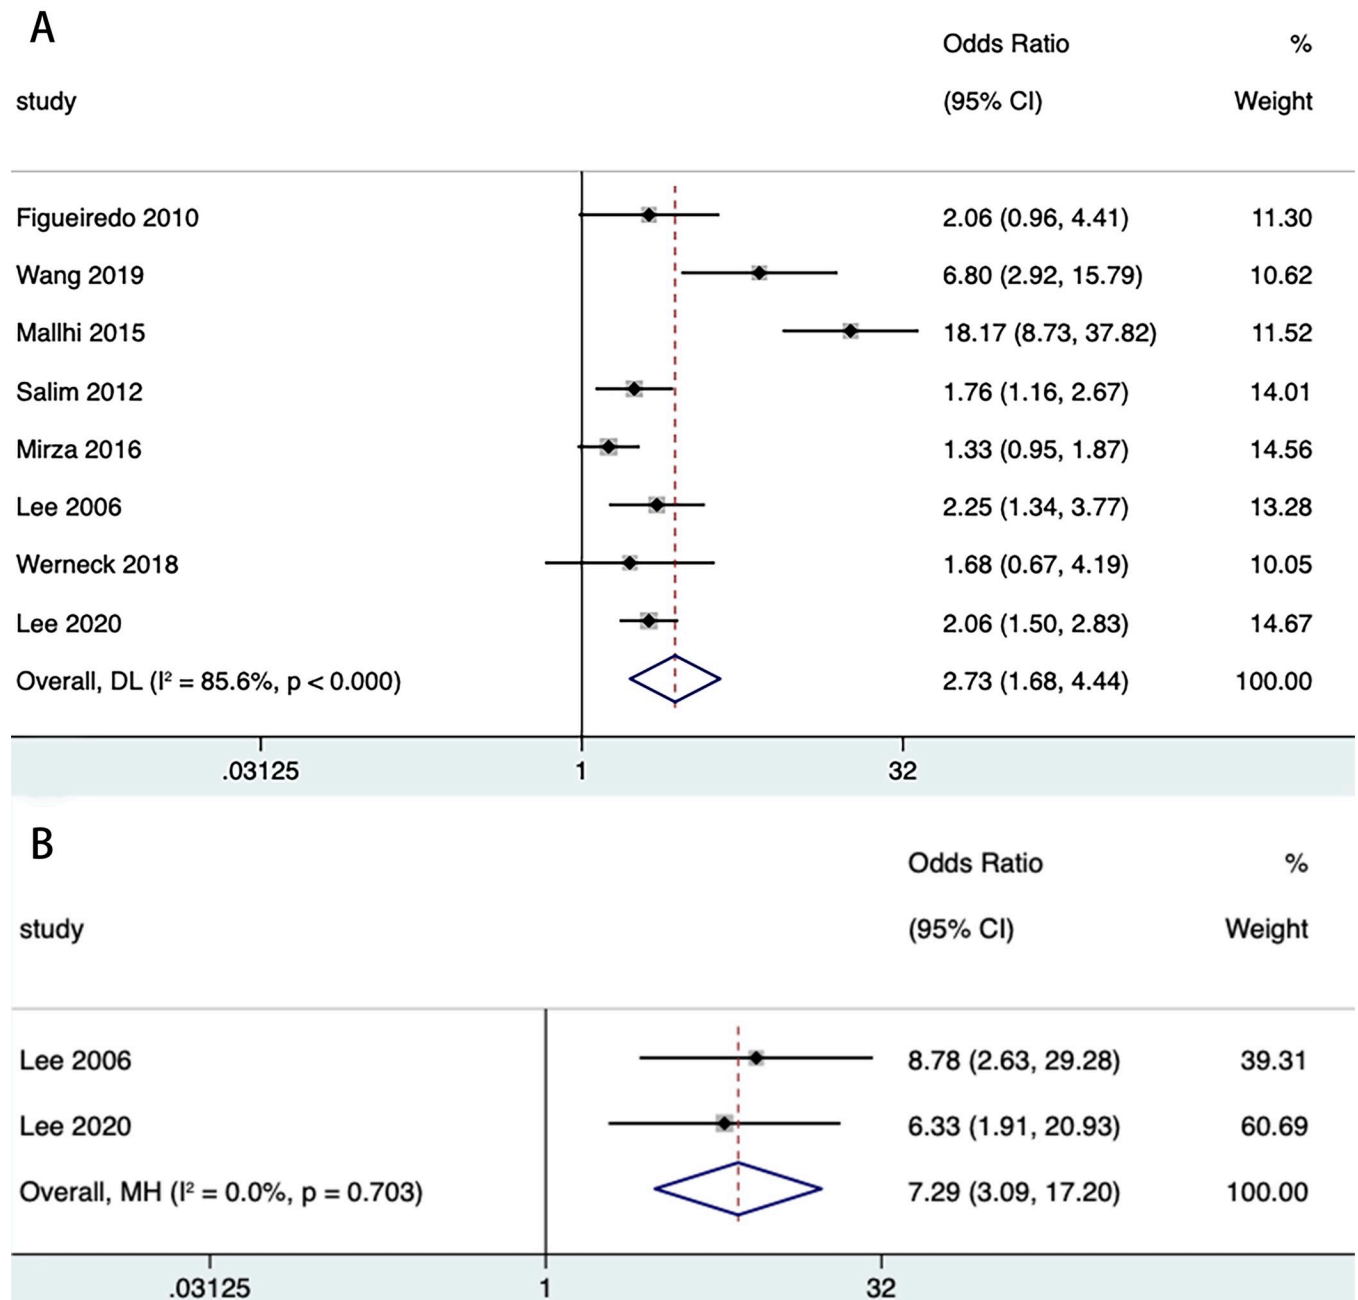 A
Odds Ratio %
study (95% CI) Weight
Figueiredo 2010 2.06 (0.96, 4.41) 11.30
Wang 2019 6.80 (2.92, 15.79) 10.62
Mallhi 2015 18.17 (8.73, 37.82) 11.52
Salim 2012 1.76 (1.16, 2.67) 14.01
Mirza 2016 1.33 (0.95, 1.87) 14.56
Lee 2006 2.25 (1.34, 3.77) 13.28
Werneck 2018 1.68 (0.67, 4.19) 10.05
Lee 2020 2.06 (1.50, 2.83) 14.67
Overall, DL (I² = 85.6%, p < 0.000) 2.73 (1.68, 4.44) 100.00
.03125 1 32
B
Odds Ratio %
study (95% CI) Weight
Lee 2006 8.78 (2.63, 29.28) 39.31
Lee 2020 6.33 (1.91, 20.93) 60.69
Overall, MH (I² = 0.0%, p = 0.703) 7.29 (3.09, 17.20) 100.00
.03125 1 32